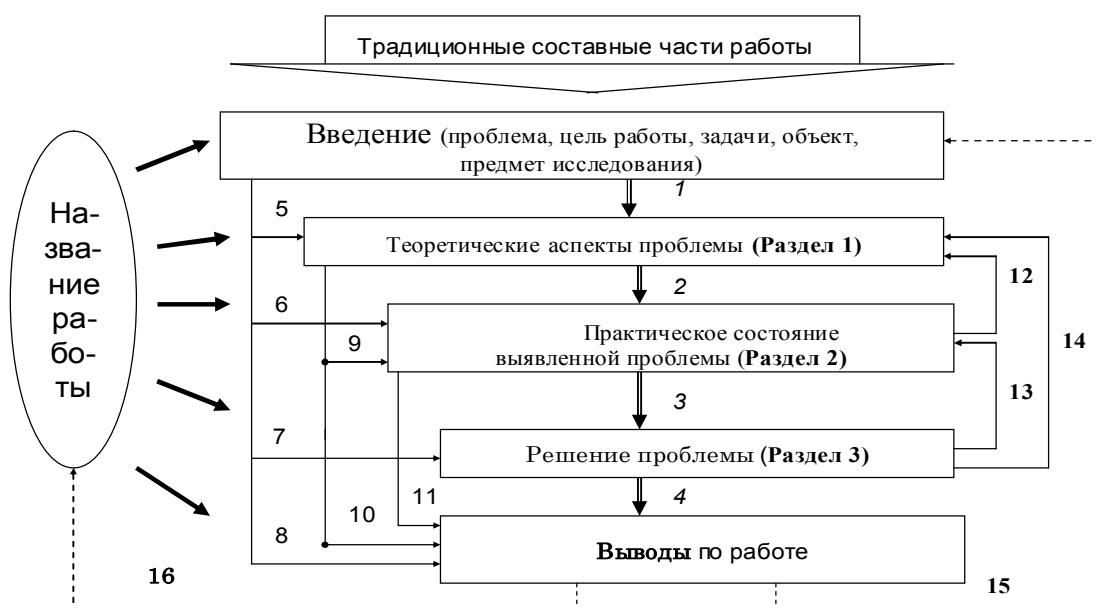 Традиционные составные части работы
Введение (проблема, цель работы, задачи, объект,
предмет исследования)
1
На-
зва-
ние
ра-
бо-
ты
5
Теоретические аспекты проблемы (Раздел 1)
2
12
6
Практическое состояние
выявленной проблемы (Раздел 2)
9
14
3
13
7
Решение проблемы (Раздел 3)
4
11
10
8
Выводы по работе
16
15